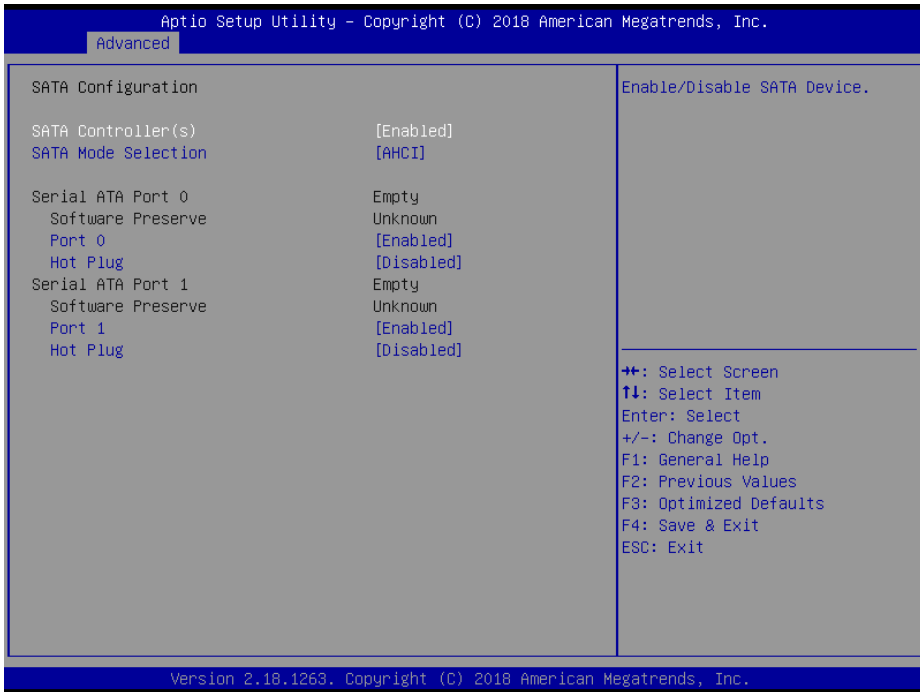 Aptio Setup Utility – Copyright (C) 2018 American Megatrends, Inc.
Advanced
SATA Configuration
SATA Controller(s) [Enabled]
SATA Mode Selection [AHCI]
Serial ATA Port 0 Empty
Software Preserve Unknown
Port 0 [Enabled]
Hot Plug [Disabled]
Serial ATA Port 1 Empty
Software Preserve Unknown
Port 1 [Enabled]
Hot Plug [Disabled]
Enable/Disable SATA Device.
→←: Select Screen
↑↓: Select Item
Enter: Select
+/-: Change Opt.
F1: General Help
F2: Previous Values
F3: Optimized Defaults
F4: Save & Exit
ESC: Exit
Version 2.18.1263. Copyright (C) 2018 American Megatrends, Inc.